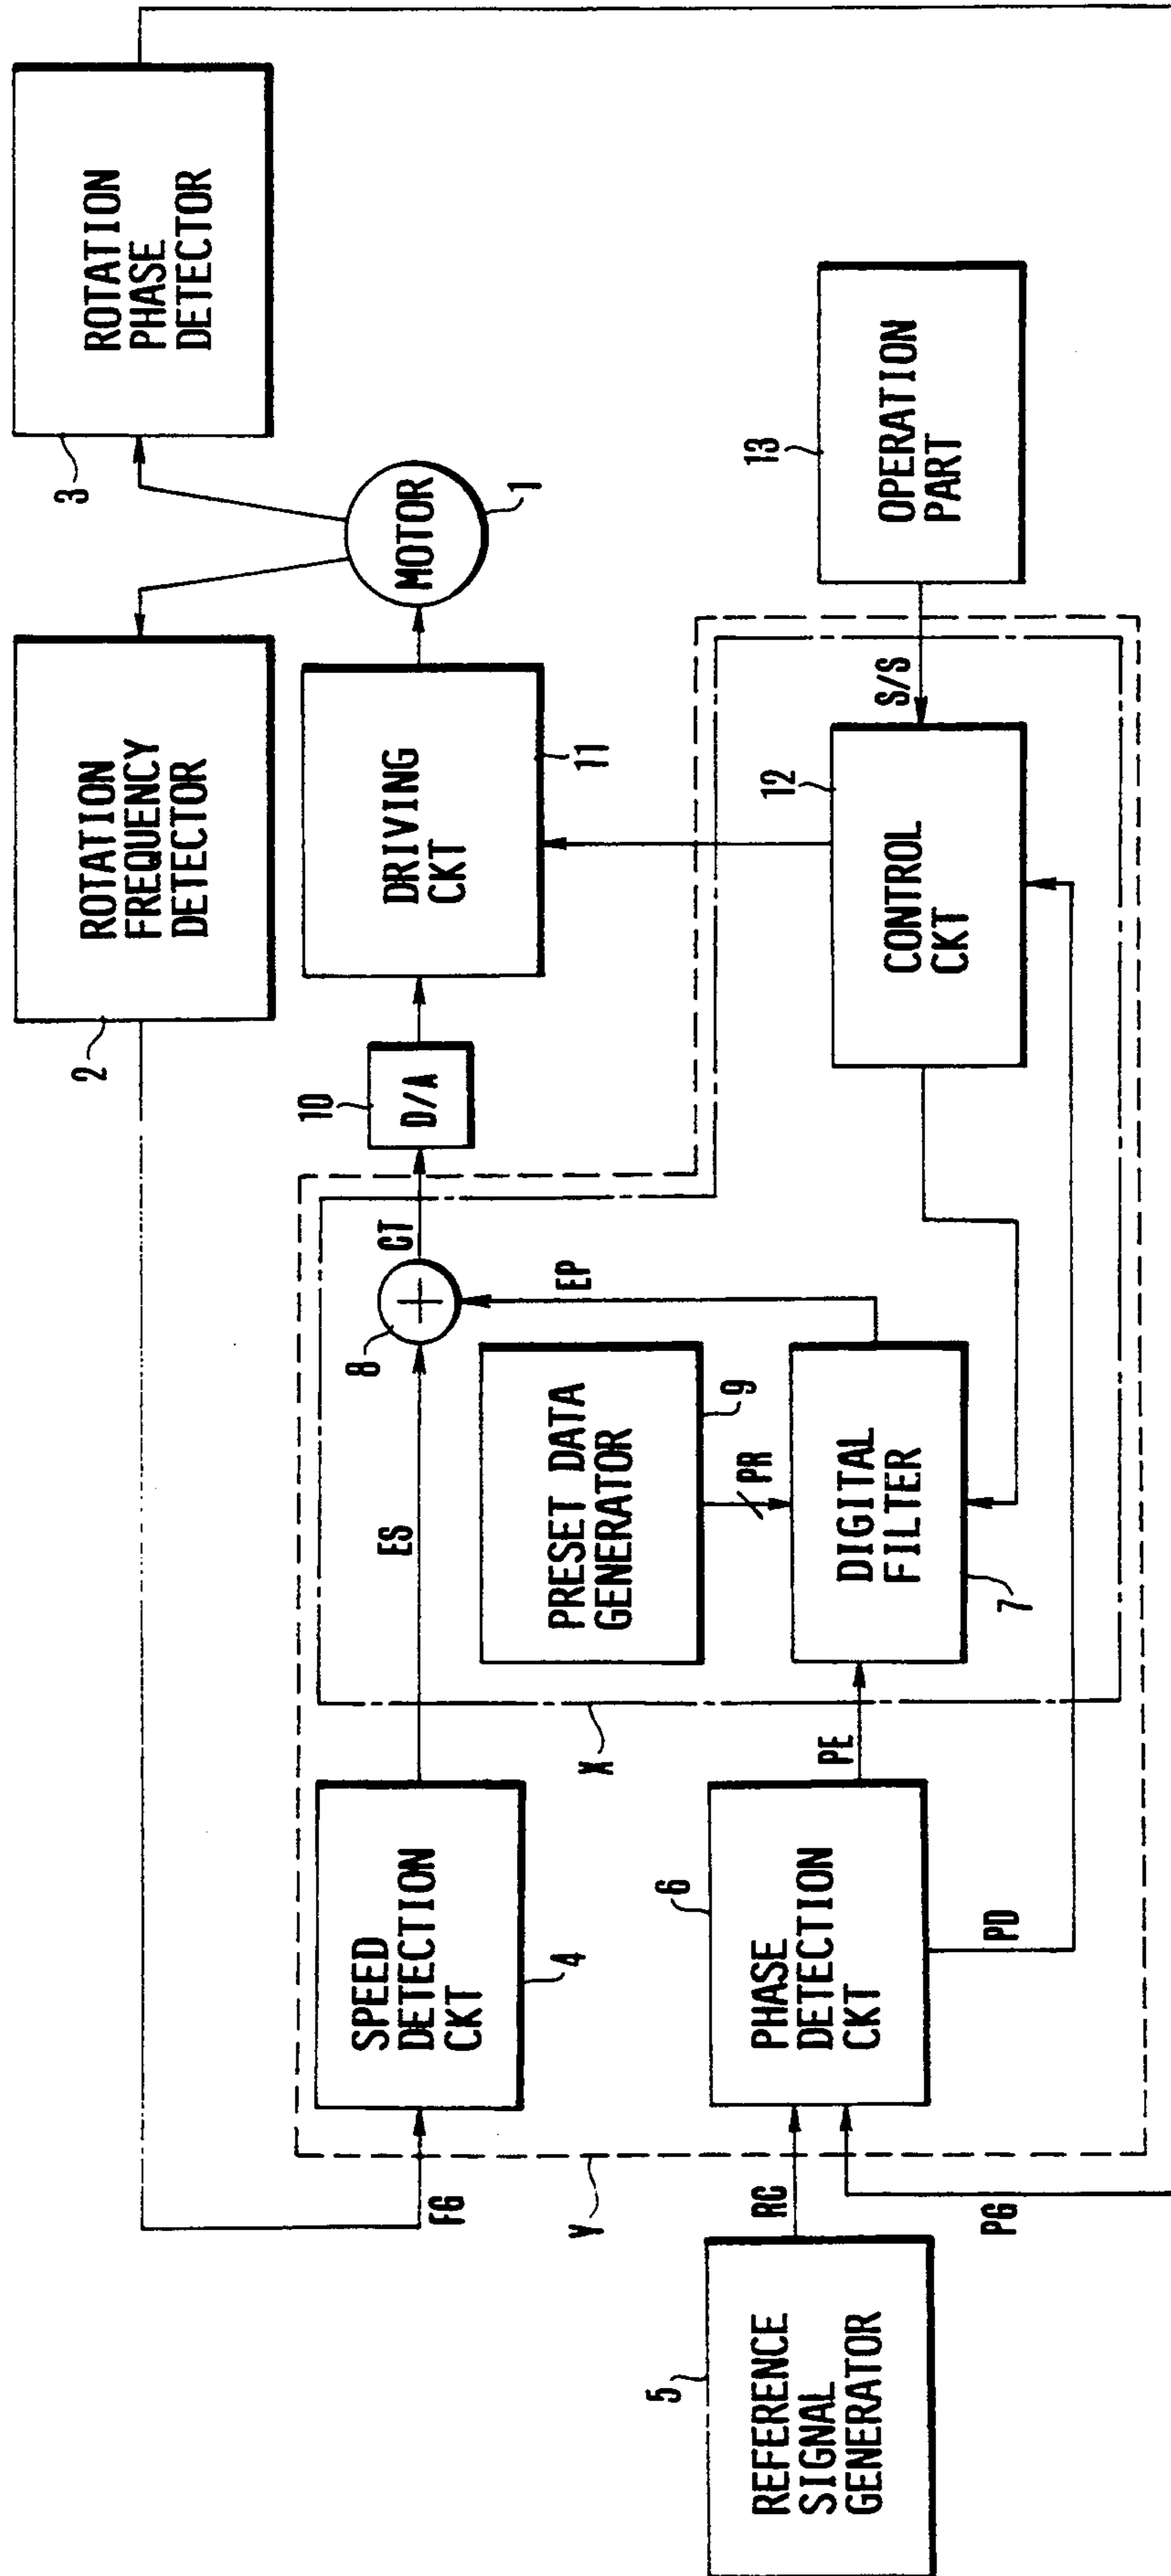 ROTATION
FREQUENCY
DETECTOR
2
ROTATION
PHASE
DETECTOR
3
MOTOR
1
DRIVING
CKT
11
D/A
10
CT
8
ES
EP
SPEED
DETECTION
CKT
4
FG
PRESET DATA
GENERATOR
9
PR
DIGITAL
FILTER
7
X
PE
PHASE
DETECTION
CKT
6
PD
Y
RG
PG
REFERENCE
SIGNAL
GENERATOR
5
CONTROL
CKT
12
S/S
OPERATION
PART
13